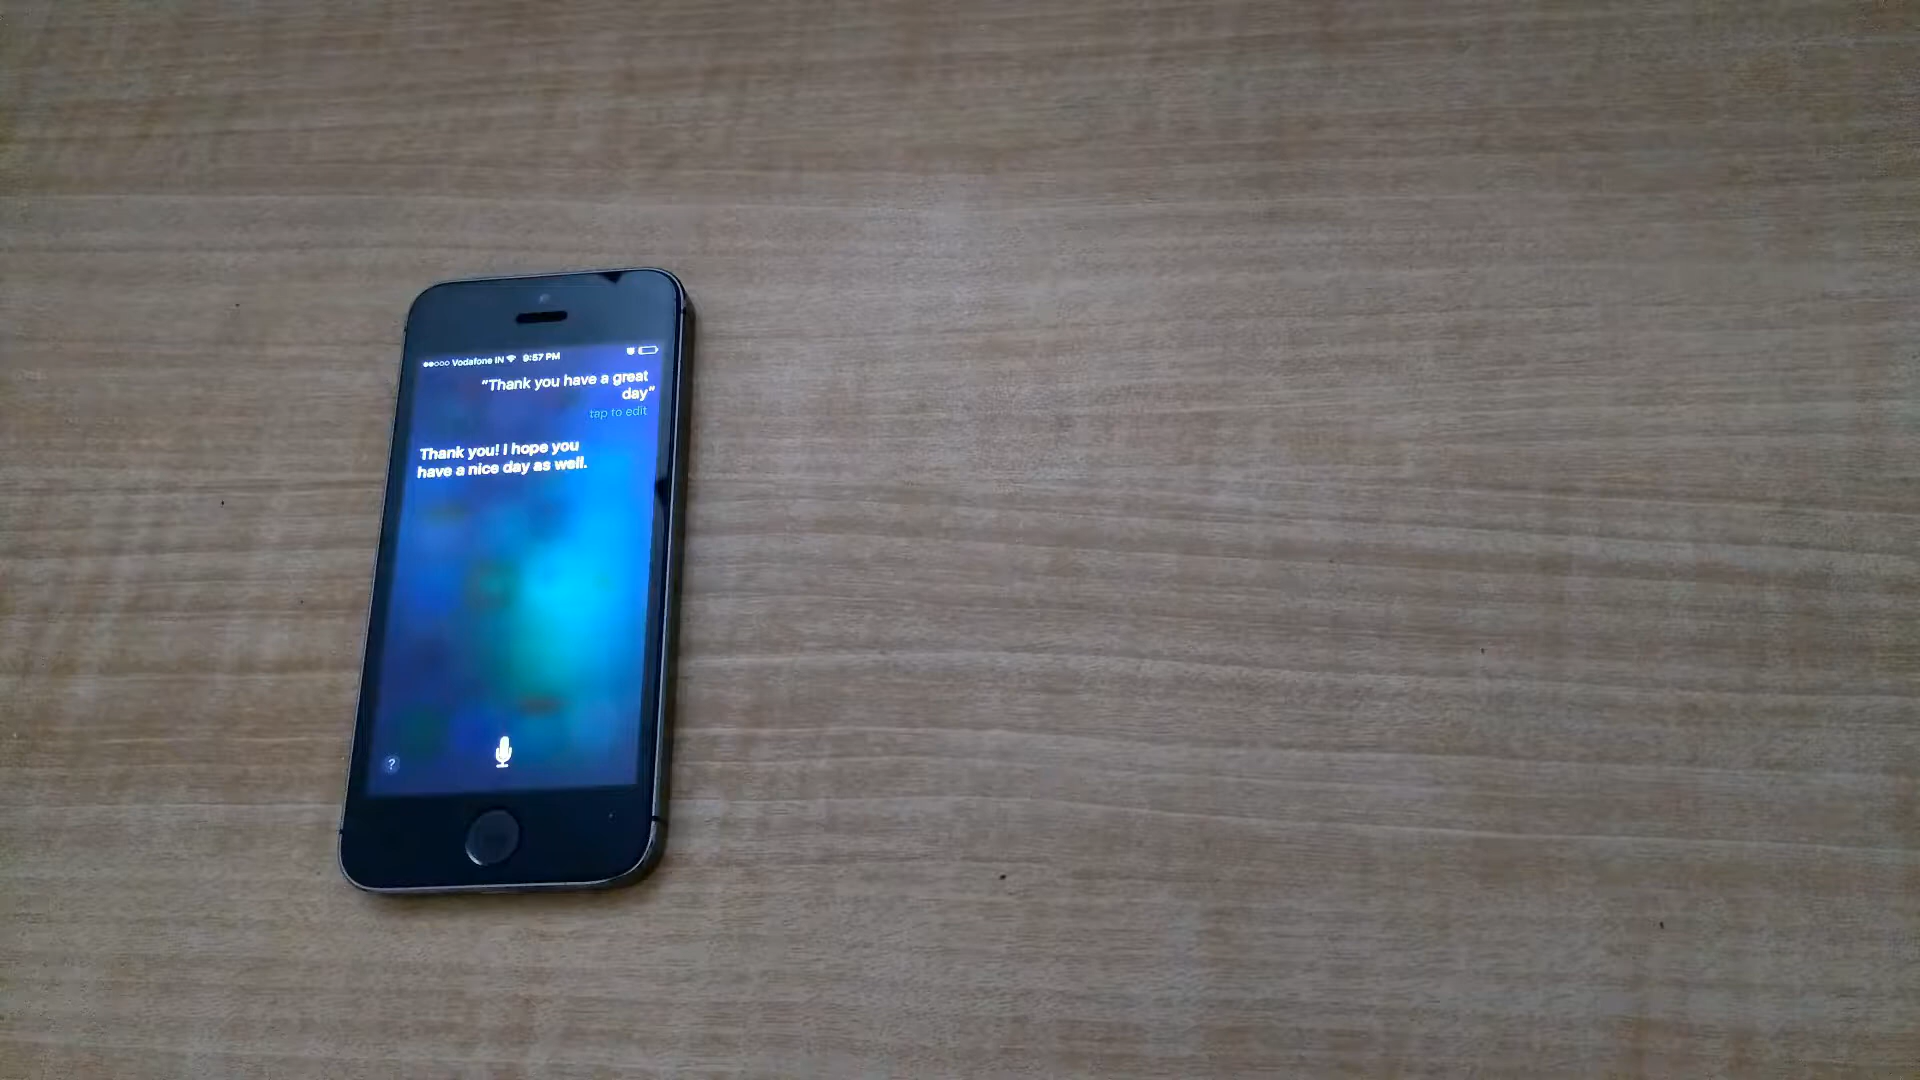 Vodafone IN 9:57 PM
"Thank you have a great
day"
tap to edit
Thank you! I hope you
have a nice day as well.
?